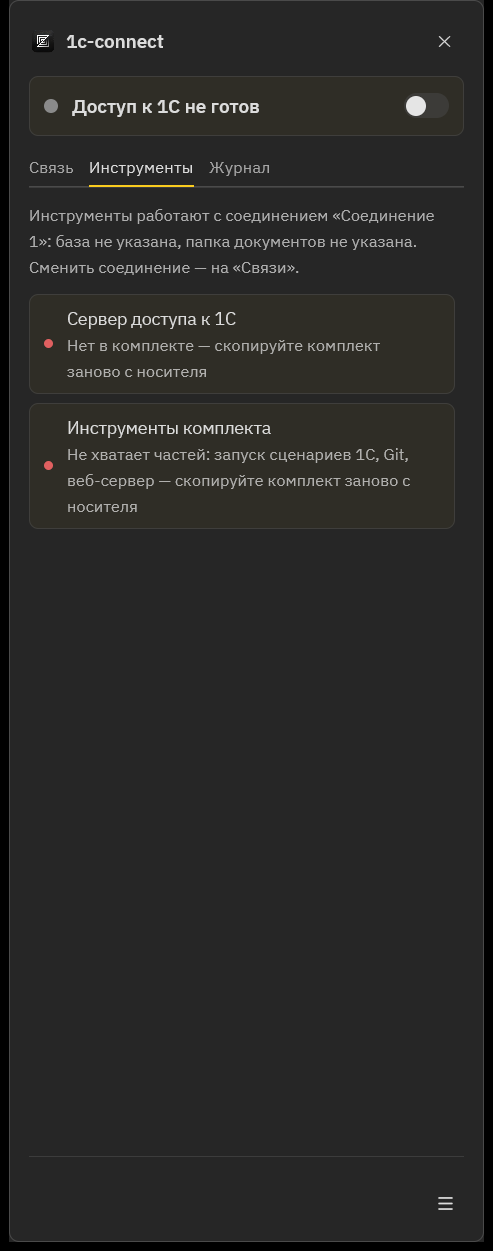 1c-connect
Доступ к 1С не готов
Связь Инструменты Журнал
Инструменты работают с соединением «Соединение
1»: база не указана, папка документов не указана.
Сменить соединение — на «Связи».
Сервер доступа к 1С
Нет в комплекте — скопируйте комплект
заново с носителя
Инструменты комплекта
Не хватает частей: запуск сценариев 1С, Git,
веб-сервер — скопируйте комплект заново с
носителя